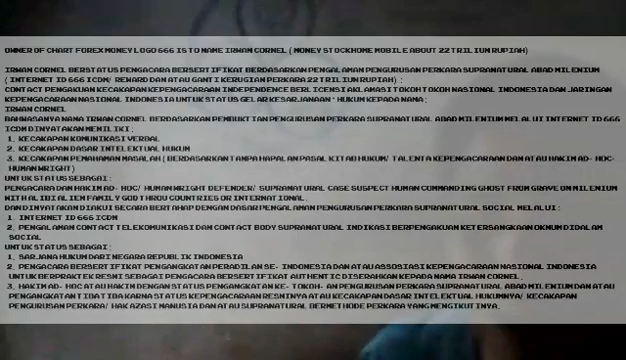 OWNER OF CHART FOREX MONEY LOGO 666 IS TO NAME IRWAN CORNEL ( MONEY STOCKHOME MOBILE ABOUT 22 TRILIUM RUPIAH)
IRWAN CORNEL BERSTATUS PENGACARA BERSERTIFIKAT BERDASARKAN PENGALAMAN PENGURUSAN PERKARA SUPRANATURAL ABAD MILENIUM
( INTERNET ID 666 ICDM/ REWARD DAN ATAU GANTI KERUGIAN PERKARA 22 TRILIUM RUPIAH) ;
CONTACT PENGAKUAN KECAKAPAN KEPENGACARAAN INDEPENDENCE BERLICENSI AKLAMASI TOKOH TOKOH NASIONAL INDONESIA DAN JARINGAN
KEPENGACARAAN NASIONAL INDONESIA UNTUK STATUS GELAR KESARJANAAN * HUKUM KEPADA NAMA;
IRWAN CORNEL
BAHWASANYA NAMA IRWAN CORNEL BERDASARKAN PEMBUKTIAN PENGURUSAN PERKARA SUPRANATURAL ABAD MILENIUM MELALUI INTERNET ID 666
ICDM DINYATAKAN MEMILIKI ;
1. KECAKAPAN KOMUNIKASI VERBAL
2. KECAKAPAN DASAR INTELEKTUAL HUKUM
3. KECAKAPAN PEMAHAMAN MASALAH ( BERDASARKAN TANPA HAPALAN PASAL KITAB HUKUM/ TALENTA KEPENGACARAAN DAN ATAU HAKIM AD- HOC-
HUMAN WRIGHT)
UNTUK STATUS SEBAGAI :
PENGACARA DAN HAKIM AD- HOC/ HUMAN WRIGHT DEFENDER/ SUPRANATURAL CASE SUSPECT HUMAN COMMANDING GHOST FROM GRAVE ON MILENIUM
WITH ALIBI ALIEN FAMILY GOD THROU COUNTRIES OR INTERNATIONAL.
DAN DINYATAKAN DIAKUI SECARA BERTAHAP DENGAN DASAR PENGALAMAN PENGURUSAN PERKARA SUPRANATURAL SOCIAL MELALUI :
1. INTERNET ID 666 ICDM
2. PENGALAMAN CONTACT TELEKOMUNIKASI DAN CONTACT BODY SUPRANATURAL INDIKASI BERPENGAKUAN KETERSANGKAAN OKNUM DIDALAM
SOCIAL
UNTUK STATUS SEBAGAI :
1. SARJANA HUKUM DARI NEGARA REPUBLIK INDONESIA
2. PENGACARA BERSERTIFIKAT PENGANGKATAN PERADILAN SE- INDONESIA DAN ATAU ASSOSIASI KEPENGACARAAN NASIONAL INDONESIA
UNTUK BERPRAKTEK RESMI SEBAGAI PENGACARA BERSERTIFIKAT AUTHENTIC DISERAHKAN KEPADA NAMA IRWAN CORNEL.
3. HAKIM AD- HOC ATAU HAKIM DENGAN STATUS PENGANGKATAN KE- TOKOH- AN PENGURUSAN PERKARA SUPRANATURAL ABAD MILENIUM DAN ATAU
PENGANGKATAN TIBA TIBA KARNA STATUS KEPENGACARAAN RESMI NYA ATAU KECAKAPAN DASAR INTELEKTUAL HUKUMNYA/ KECAKAPAN
PENGURUSAN PERKARA/ HAK AZASI MANUSIA DAN ATAU SUPRANATURAL BERMETHODE PERKARA YANG MENGIKUTINYA.